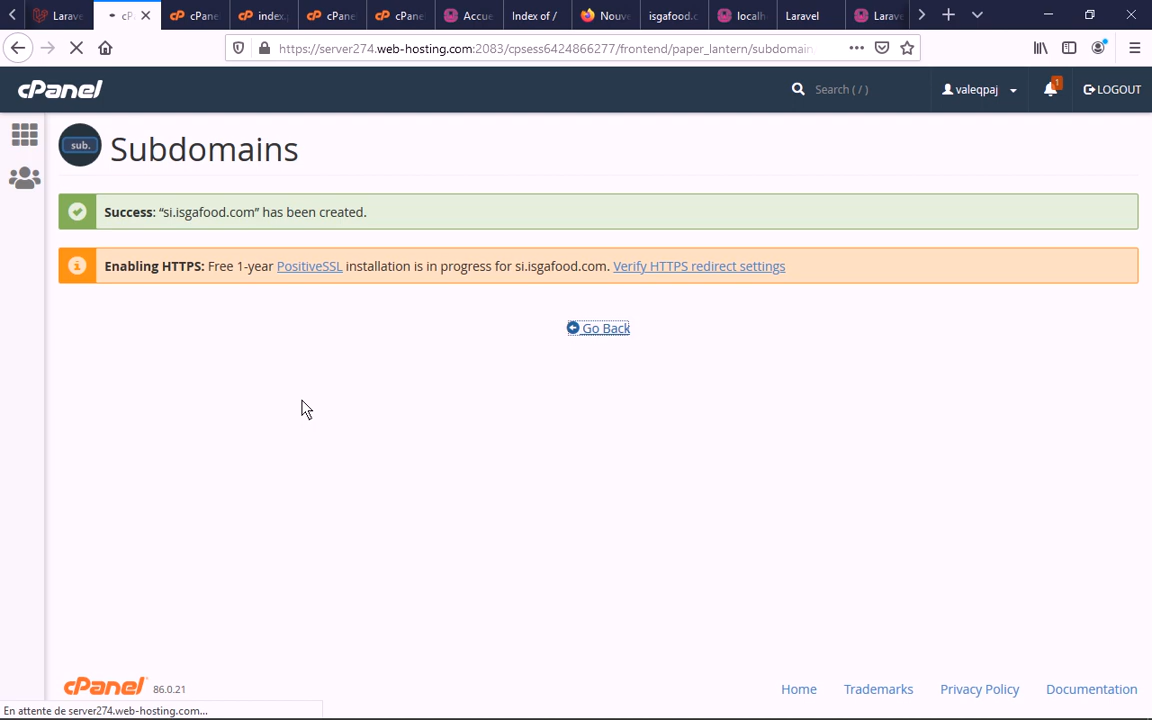 Larave
cP
cPane
index.
cPane
cPane
Accue
Index of /
Nouv
isgafood.c
localh
Laravel
Larave
https://server274.web-hosting.com:2083/cpsess6424866277/frontend/paper_lantern/subdomain
cPanel
Search ( / )
valeqpaj
1
LOGOUT
sub.
Subdomains
Success: “si.isgafood.com” has been created.
Enabling HTTPS: Free 1-year PositiveSSL installation is in progress for si.isgafood.com. Verify HTTPS redirect settings
Go Back
cPanel 86.0.21
Home
Trademarks
Privacy Policy
Documentation
En attente de server274.web-hosting.com...